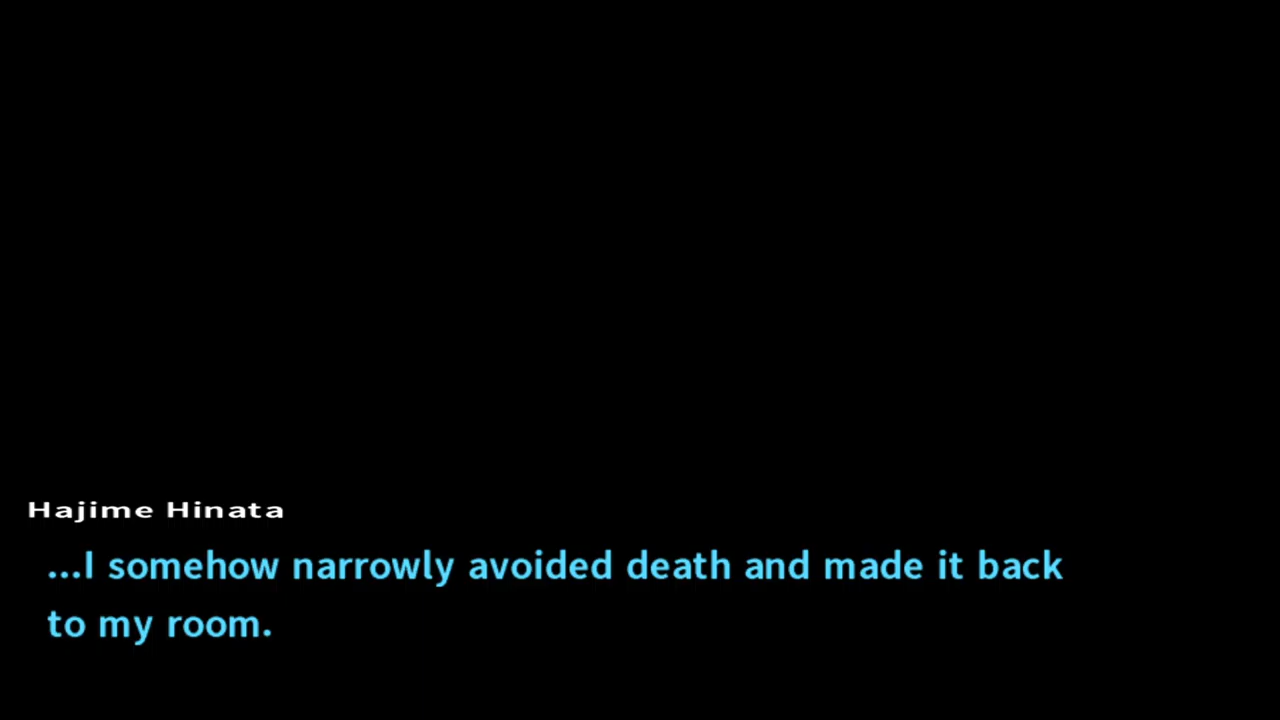 Hajime Hinata
...I somehow narrowly avoided death and made it back
to my room.